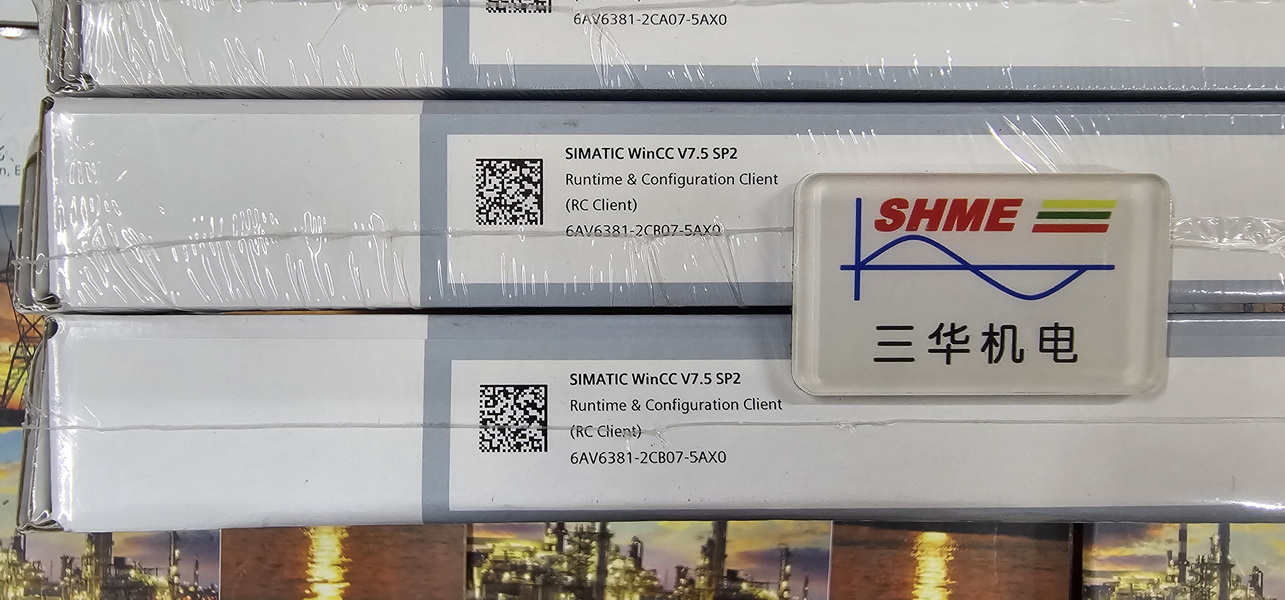 6AV6381-2CA07-5AX0
SIMATIC WinCC V7.5 SP2
Runtime & Configuration Client
(RC Client)
6AV6381-2CB07-5AX0
SHME
三华机电
SIMATIC WinCC V7.5 SP2
Runtime & Configuration Client
(RC Client)
6AV6381-2CB07-5AX0